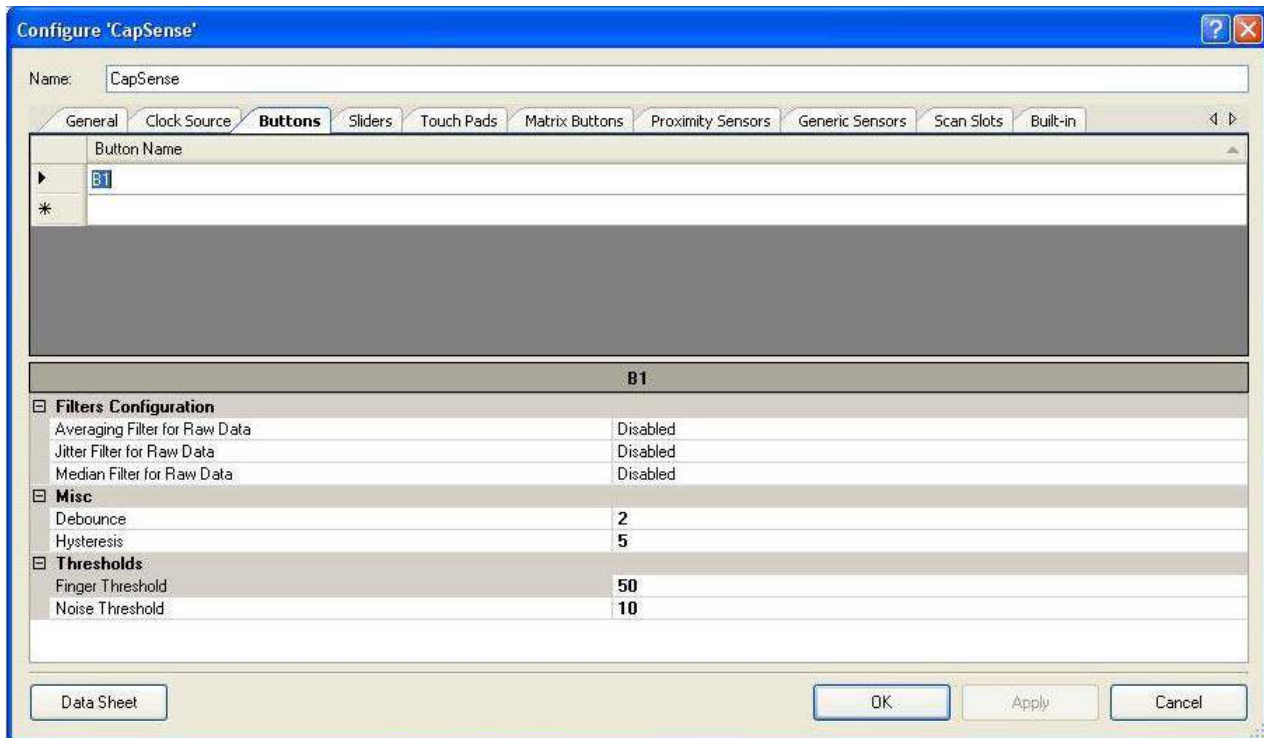 Configure 'CapSense'
Name: CapSense
General Clock Source Buttons Sliders Touch Pads Matrix Buttons Proximity Sensors Generic Sensors Scan Slots Built-in
Button Name
B1
B1
Filters Configuration
Averaging Filter for Raw Data Disabled
Jitter Filter for Raw Data Disabled
Median Filter for Raw Data Disabled
Misc
Debounce 2
Hysteresis 5
Thresholds
Finger Threshold 50
Noise Threshold 10
Data Sheet OK Apply Cancel